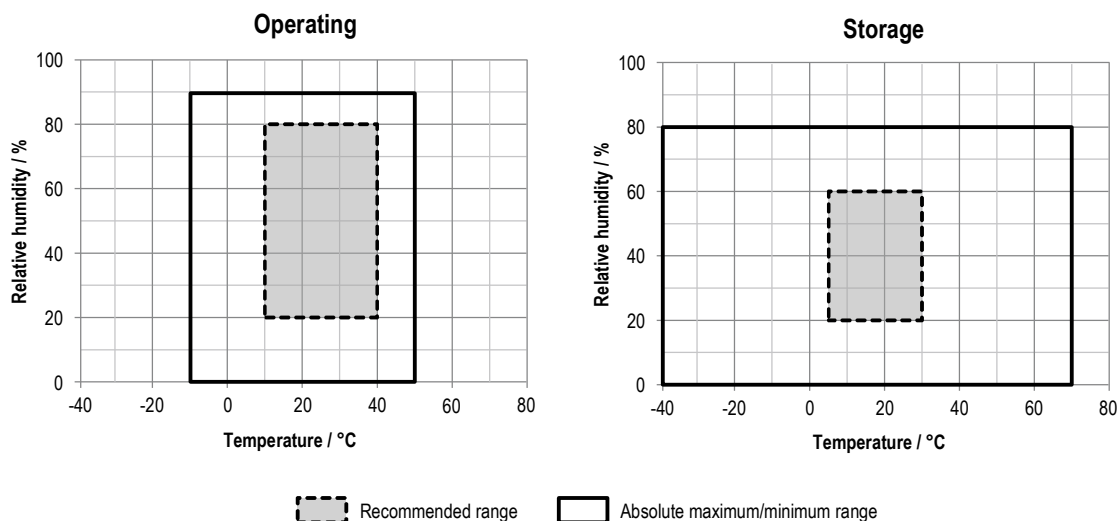 Operating
100
80
60
40
20
0
Relative humidity / %
-40 -20 0 20 40 60 80
Temperature / °C
Storage
100
80
60
40
20
0
Relative humidity / %
-40 -20 0 20 40 60 80
Temperature / °C
Recommended range
Absolute maximum/minimum range